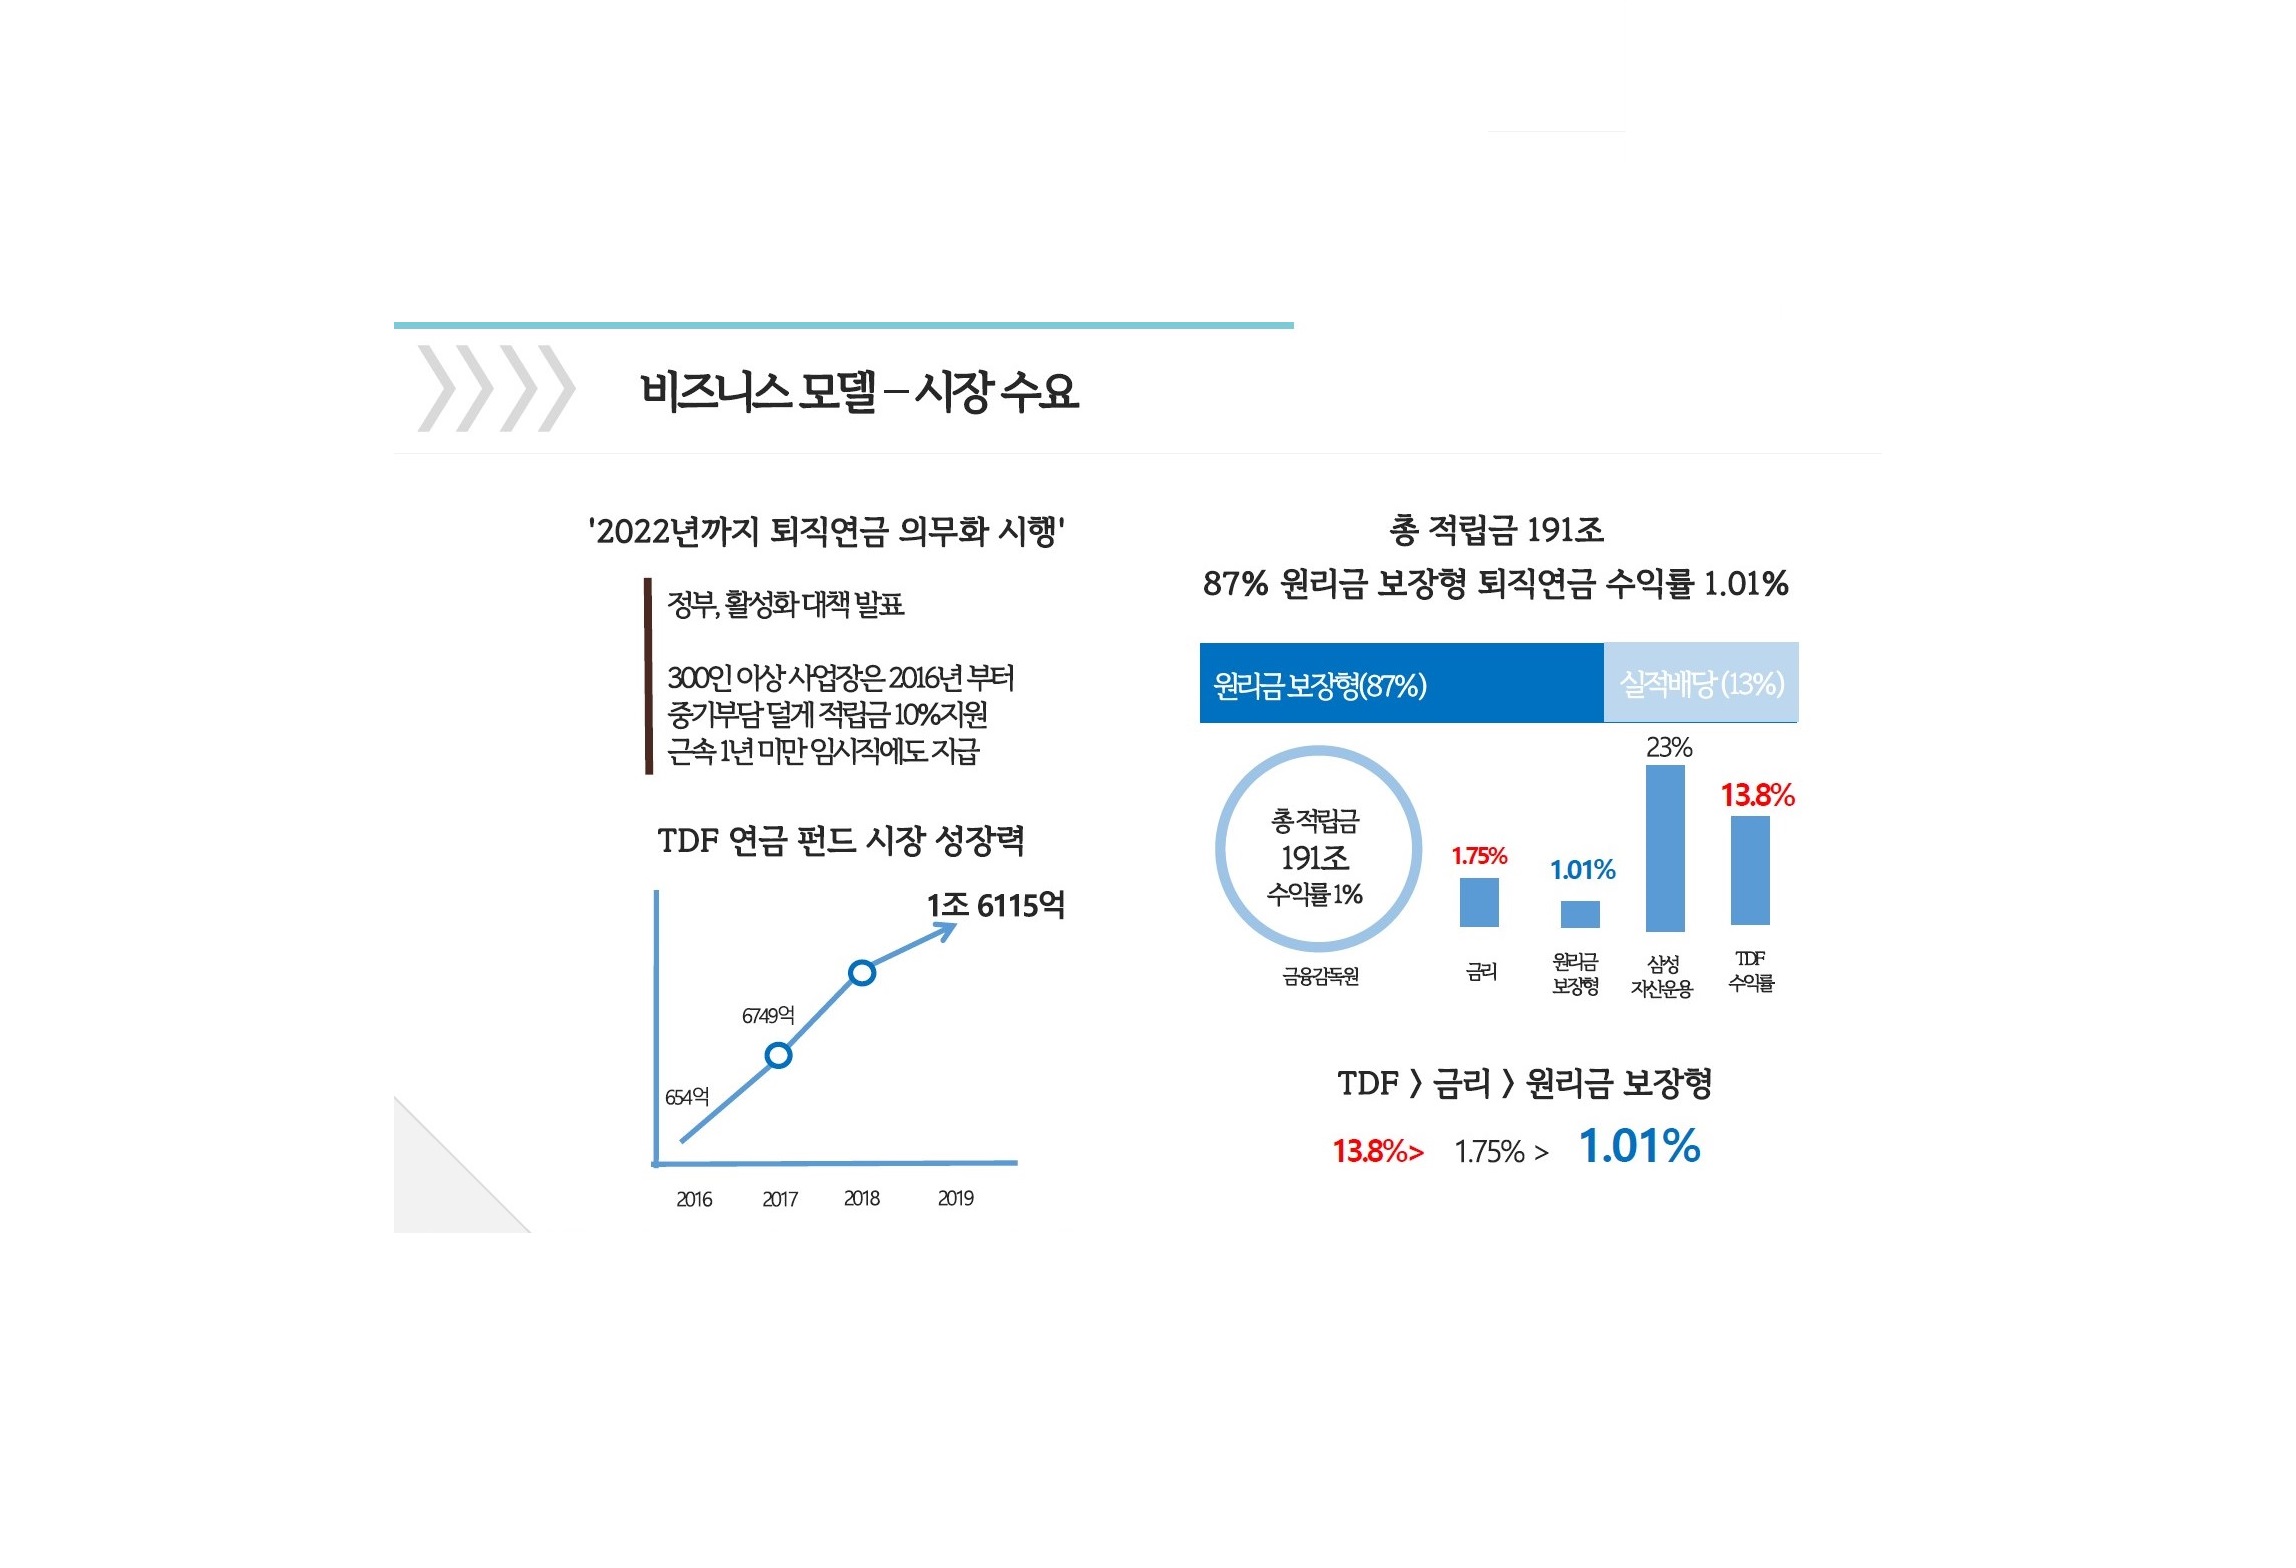 비즈니스 모델 – 시장 수요
'2022년까지 퇴직연금 의무화 시행'
정부, 활성화 대책 발표
300인 이상 사업장은 2016년 부터
중기부담 덜게 적립금 10%지원
근속 1년 미만 임시직에도 지급
TDF 연금 펀드 시장 성장력
1조 6115억
6749억
654억
2016 2017 2018 2019
총 적립금 191조
87% 원리금 보장형 퇴직연금 수익률 1.01%
원리금 보장형(87%) 실적배당 (13%)
총 적립금
191조
수익률 1%
금융감독원
1.75%
금리
1.01%
원리금
보장형
23%
삼성
자산운용
13.8%
TDF
수익률
TDF > 금리 > 원리금 보장형
13.8%> 1.75% > 1.01%